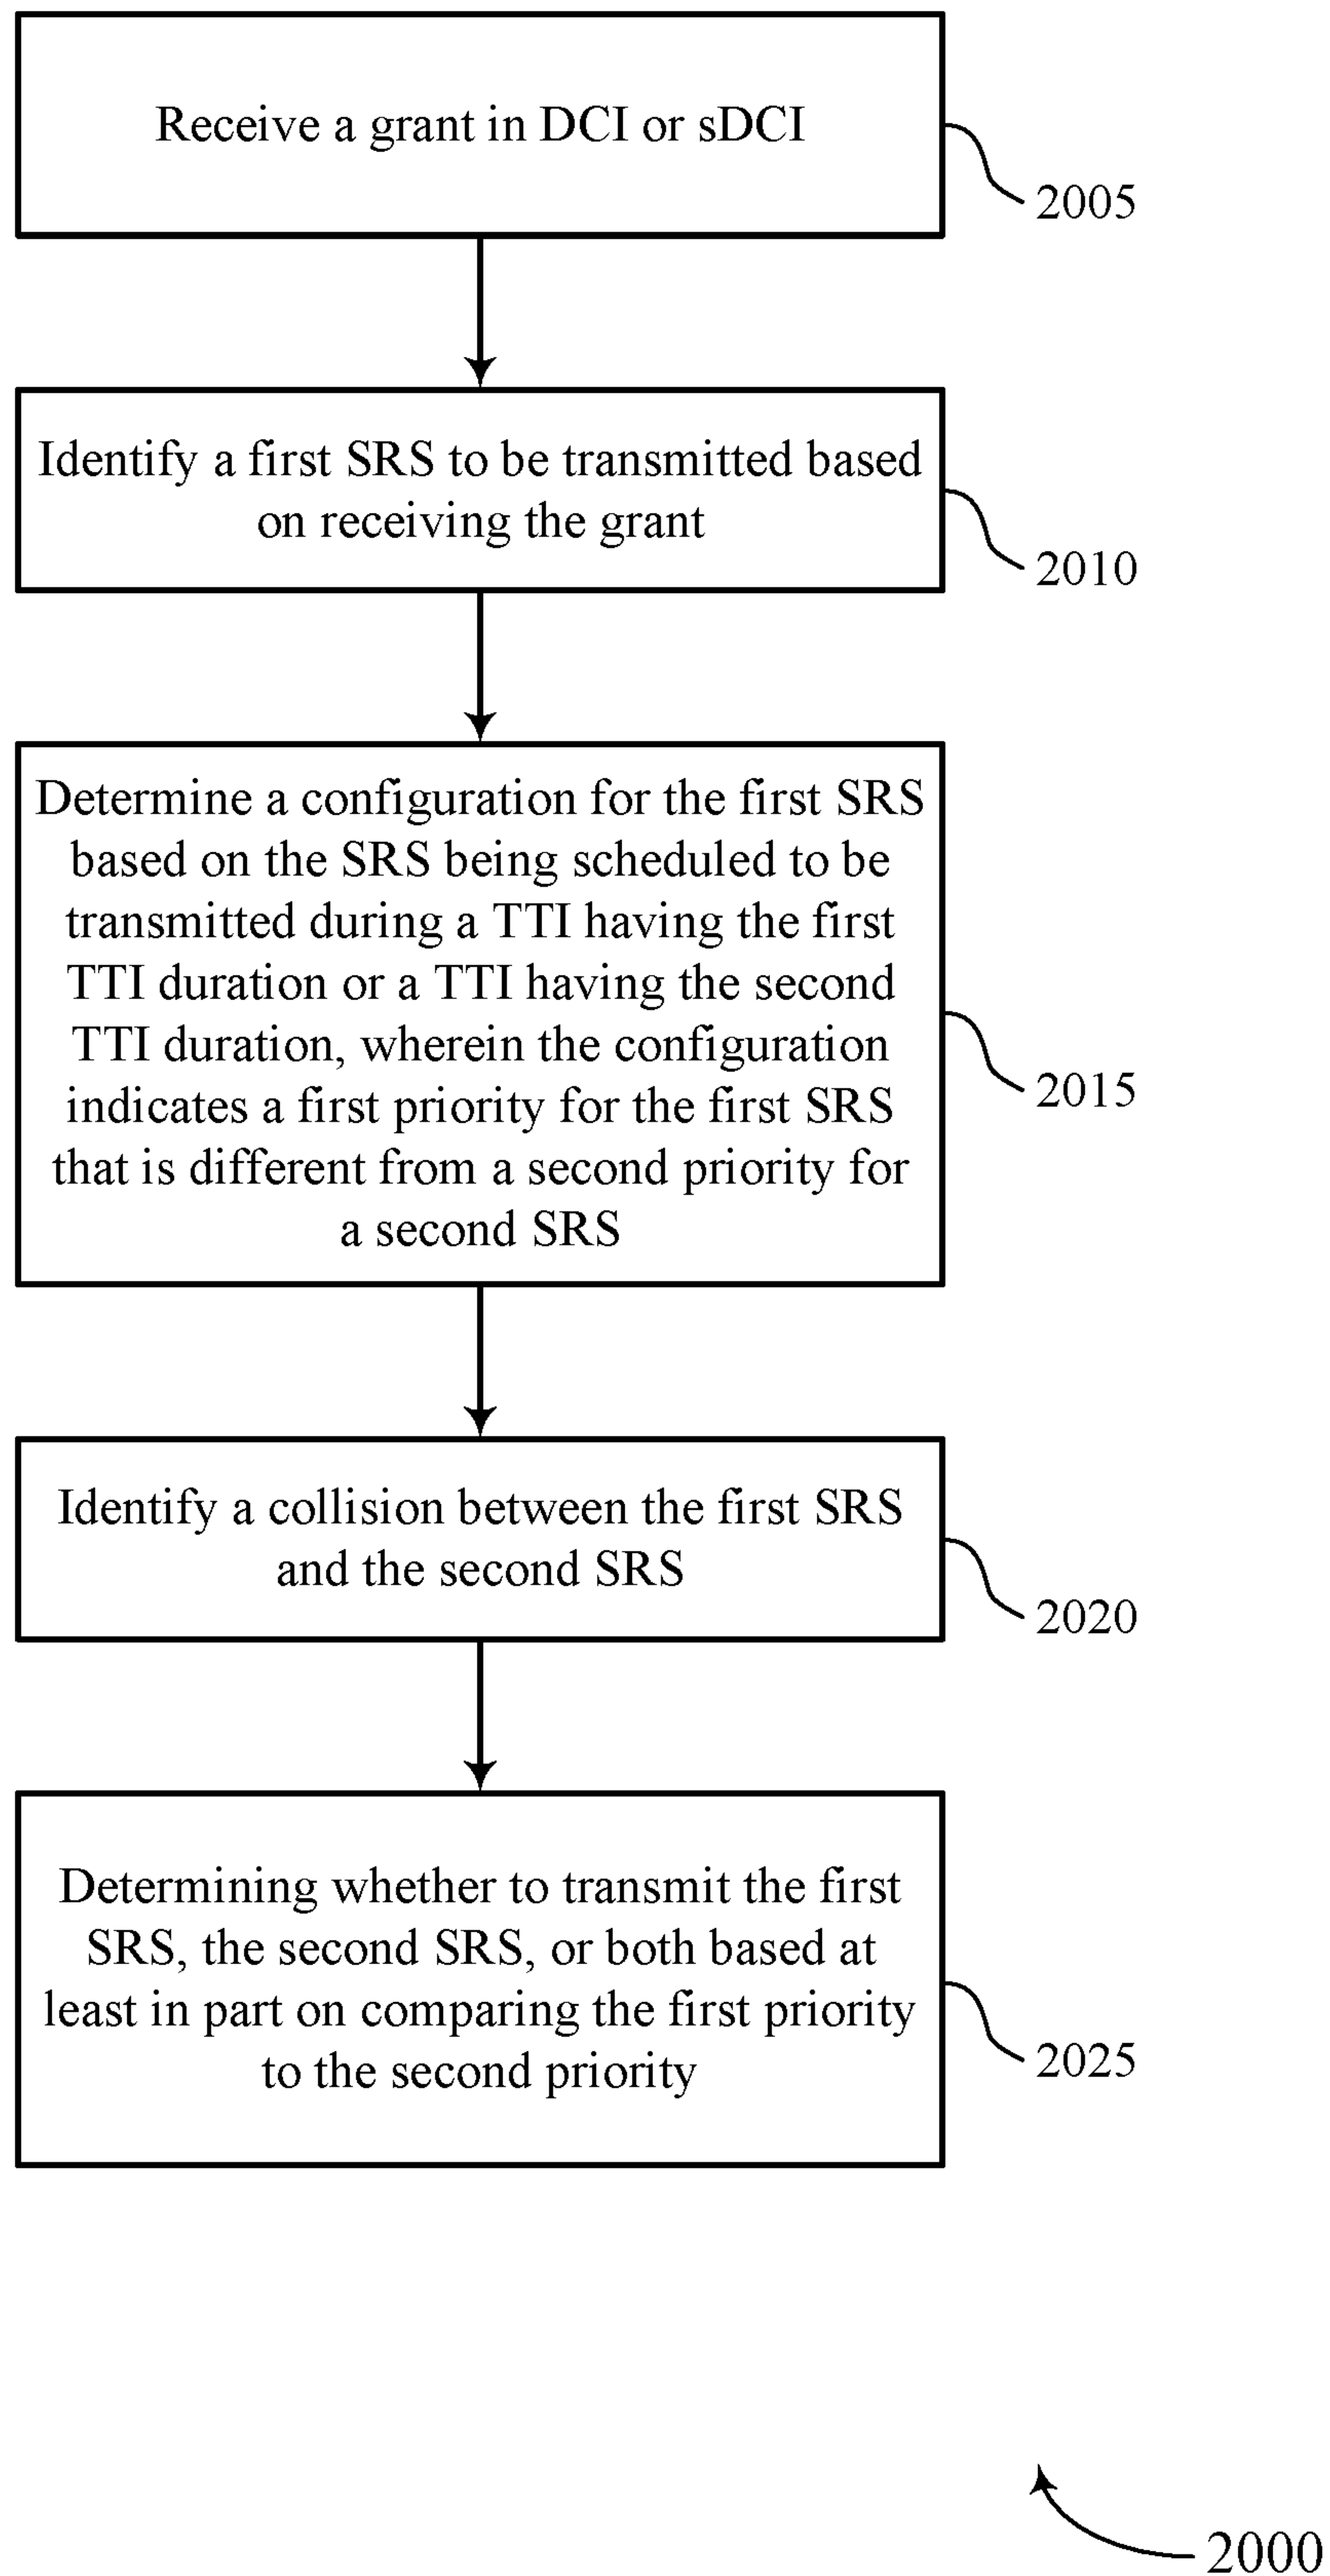 Receive a grant in DCI or sDCI
2005
Identify a first SRS to be transmitted based
on receiving the grant
2010
Determine a configuration for the first SRS
based on the SRS being scheduled to be
transmitted during a TTI having the first
TTI duration or a TTI having the second
TTI duration, wherein the configuration
indicates a first priority for the first SRS
that is different from a second priority for
a second SRS
2015
Identify a collision between the first SRS
and the second SRS
2020
Determining whether to transmit the first
SRS, the second SRS, or both based at
least in part on comparing the first priority
to the second priority
2025
2000